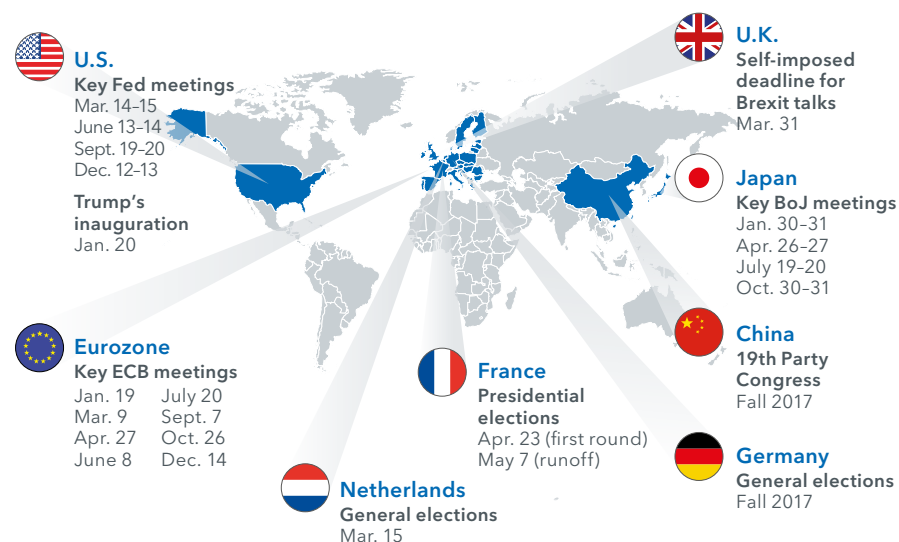 U.S.
Key Fed meetings
Mar. 14–15
June 13–14
Sept. 19–20
Dec. 12–13
Trump's
inauguration
Jan. 20
U.K.
Self-imposed
deadline for
Brexit talks
Mar. 31
Japan
Key BoJ meetings
Jan. 30–31
Apr. 26–27
July 19–20
Oct. 30–31
China
19th Party
Congress
Fall 2017
Eurozone
Key ECB meetings
Jan. 19 July 20
Mar. 9 Sept. 7
Apr. 27 Oct. 26
June 8 Dec. 14
France
Presidential
elections
Apr. 23 (first round)
May 7 (runoff)
Germany
General elections
Fall 2017
Netherlands
General elections
Mar. 15